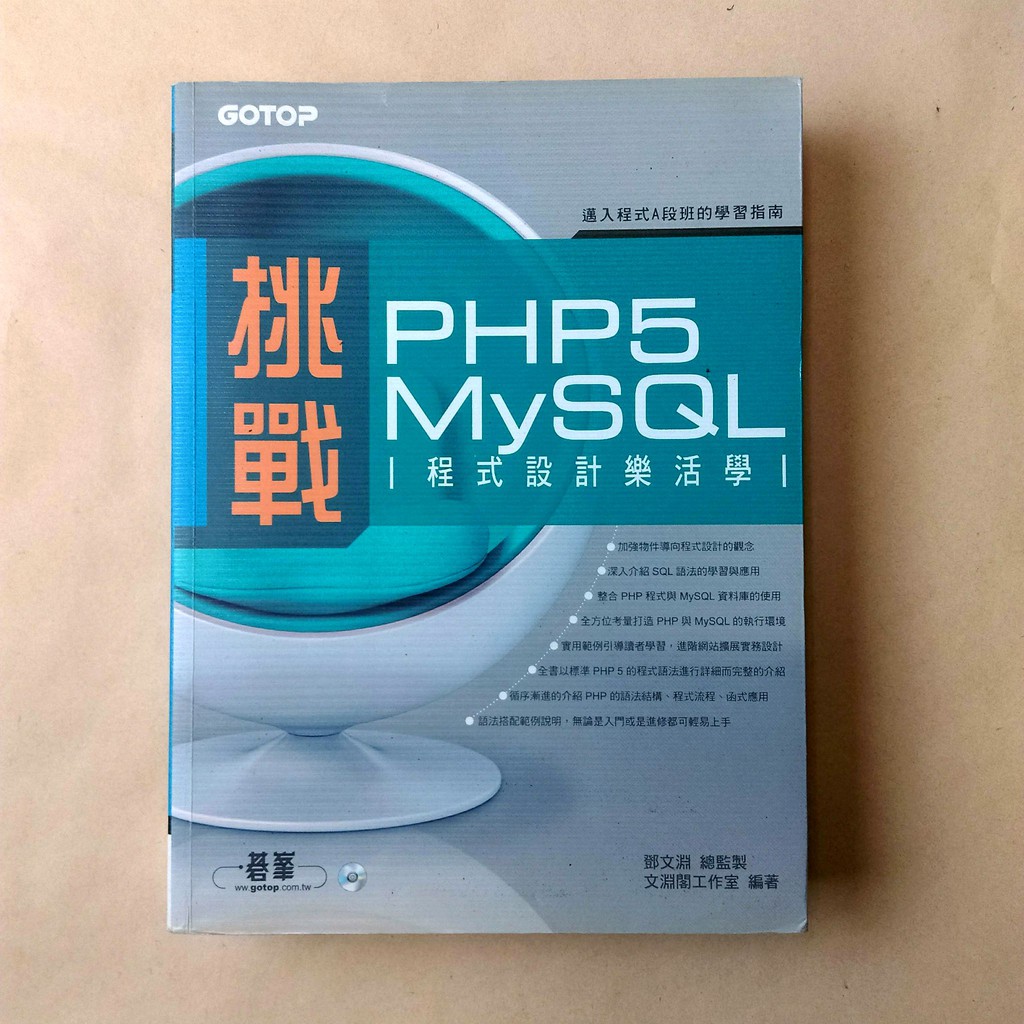 GOTOP
邁入程式A段班的學習指南
挑戰
PHP5
MySQL
|程式設計樂活學|
加強物件導向程式設計的觀念
深入介紹 SQL 語法的學習與應用
整合 PHP 程式與 MySQL 資料庫的使用
全方位考量打造 PHP 與 MySQL 的執行環境
實用範例引導讀者學習，進階網站擴展實務設計
全書以標準 PHP 5 的程式語法進行詳細而完整的介紹
循序漸進的介紹 PHP 的語法結構、程式流程、函式應用
語法搭配範例說明，無論是入門或是進修都可輕易上手
碁峯
ww.gotop.com.tw
鄧文淵 總監製
文淵閣工作室 編著